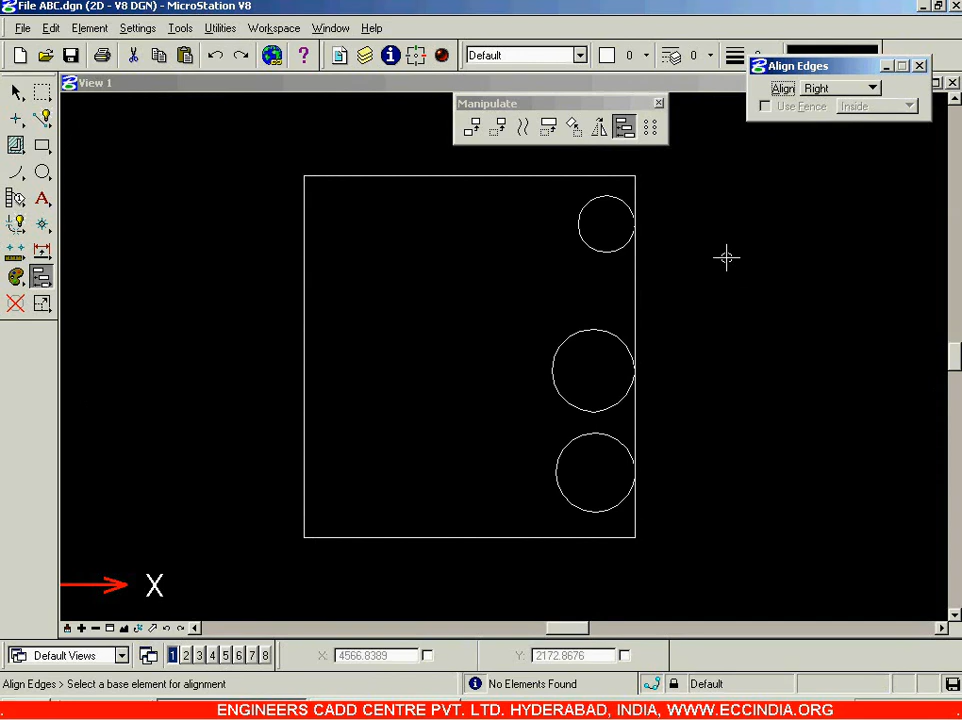 File ABC.dgn (2D - V8 DGN) - MicroStation V8
File Edit Element Settings Tools Utilities Workspace Window Help
Default 0 0
Align Edges
Align Right
Use Fence Inside
View 1
Manipulate
X
Default Views 1 2 3 4 5 6 7 8 X: 4566.8389 Y: 2172.8676
Align Edges > Select a base element for alignment No Elements Found Default
ENGINEERS CADD CENTRE PVT. LTD. HYDERABAD, INDIA, WWW.ECCINDIA.ORG